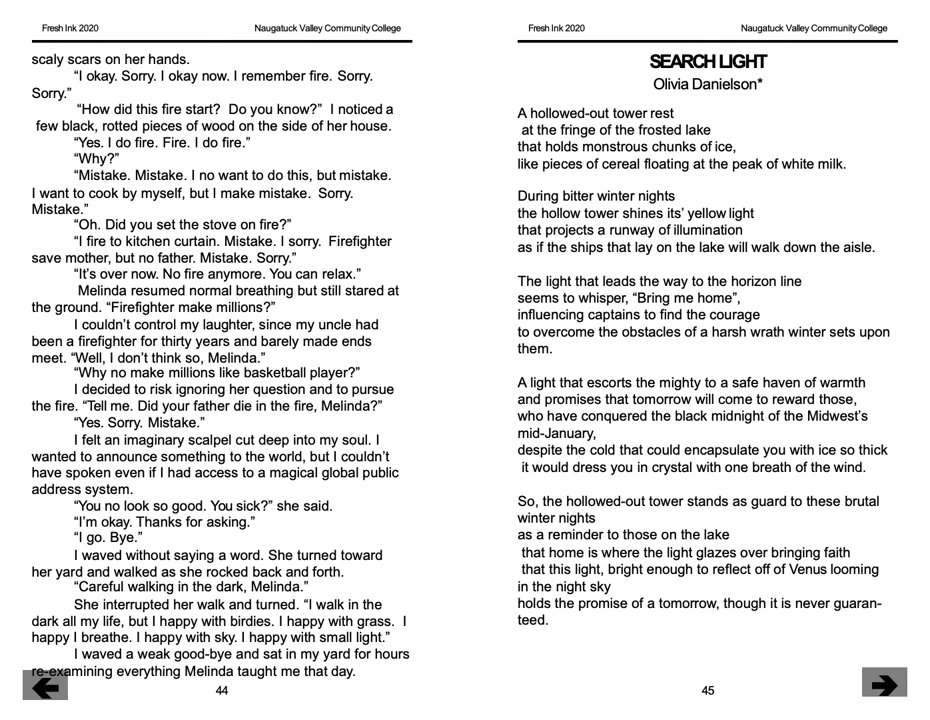 Fresh Ink 2020 Naugatuck Valley Community College
scaly scars on her hands.
“I okay. Sorry. I okay now. I remember fire. Sorry.
Sorry.”
“How did this fire start?  Do you know?”  I noticed a
few black, rotted pieces of wood on the side of her house.
“Yes. I do fire. Fire. I do fire.”
“Why?”
“Mistake. Mistake. I no want to do this, but mistake.
I want to cook by myself, but I make mistake.  Sorry.
Mistake.”
“Oh. Did you set the stove on fire?”
“I fire to kitchen curtain. Mistake. I sorry.  Firefighter
save mother, but no father. Mistake. Sorry.”
“It’s over now. No fire anymore. You can relax.”
Melinda resumed normal breathing but still stared at
the ground. “Firefighter make millions?”
I couldn’t control my laughter, since my uncle had
been a firefighter for thirty years and barely made ends
meet. “Well, I don’t think so, Melinda.”
“Why no make millions like basketball player?”
I decided to risk ignoring her question and to pursue
the fire. “Tell me. Did your father die in the fire, Melinda?”
“Yes. Sorry. Mistake.”
I felt an imaginary scalpel cut deep into my soul. I
wanted to announce something to the world, but I couldn’t
have spoken even if I had access to a magical global public
address system.
“You no look so good. You sick?” she said.
“I’m okay. Thanks for asking.”
“I go. Bye.”
I waved without saying a word. She turned toward
her yard and walked as she rocked back and forth.
“Careful walking in the dark, Melinda.”
She interrupted her walk and turned. “I walk in the
dark all my life, but I happy with birdies. I happy with grass.  I
happy I breathe. I happy with sky. I happy with small light.”
I waved a weak good-bye and sat in my yard for hours
re-examining everything Melinda taught me that day.
44
Fresh Ink 2020 Naugatuck Valley Community College
SEARCH LIGHT
Olivia Danielson*
A hollowed-out tower rest
at the fringe of the frosted lake
that holds monstrous chunks of ice,
like pieces of cereal floating at the peak of white milk.
During bitter winter nights
the hollow tower shines its’ yellow light
that projects a runway of illumination
as if the ships that lay on the lake will walk down the aisle.
The light that leads the way to the horizon line
seems to whisper, “Bring me home”,
influencing captains to find the courage
to overcome the obstacles of a harsh wrath winter sets upon
them.
A light that escorts the mighty to a safe haven of warmth
and promises that tomorrow will come to reward those,
who have conquered the black midnight of the Midwest’s
mid-January,
despite the cold that could encapsulate you with ice so thick
it would dress you in crystal with one breath of the wind.
So, the hollowed-out tower stands as guard to these brutal
winter nights
as a reminder to those on the lake
that home is where the light glazes over bringing faith
that this light, bright enough to reflect off of Venus looming
in the night sky
holds the promise of a tomorrow, though it is never guaran-
teed.
45